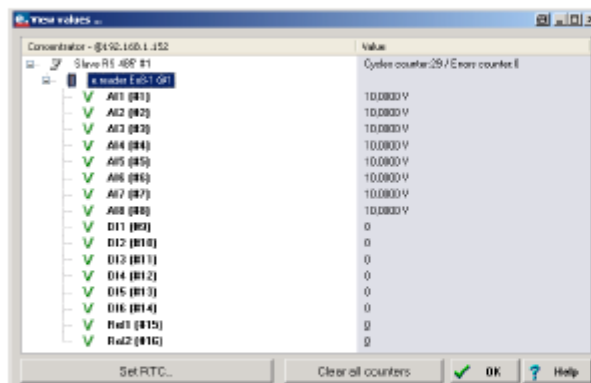 View values ...
Concentrator - @192.168.1.152 Value
Slave RS 485 #1 Cycles counter:29 / Errors counter:0
AI1 (#1) 10,0000 V
AI2 (#2) 10,0000 V
AI3 (#3) 10,0000 V
AI4 (#4) 10,0000 V
AI5 (#5) 10,0000 V
AI6 (#6) 10,0000 V
AI7 (#7) 10,0000 V
AI8 (#8) 10,0000 V
DI1 (#9) 0
DI2 (#10) 0
DI3 (#11) 0
DI4 (#12) 0
DI5 (#13) 0
DI6 (#14) 0
Rel1 (#15) 0
Rel2 (#16) 0
Set RTC... Clear all counters OK Help